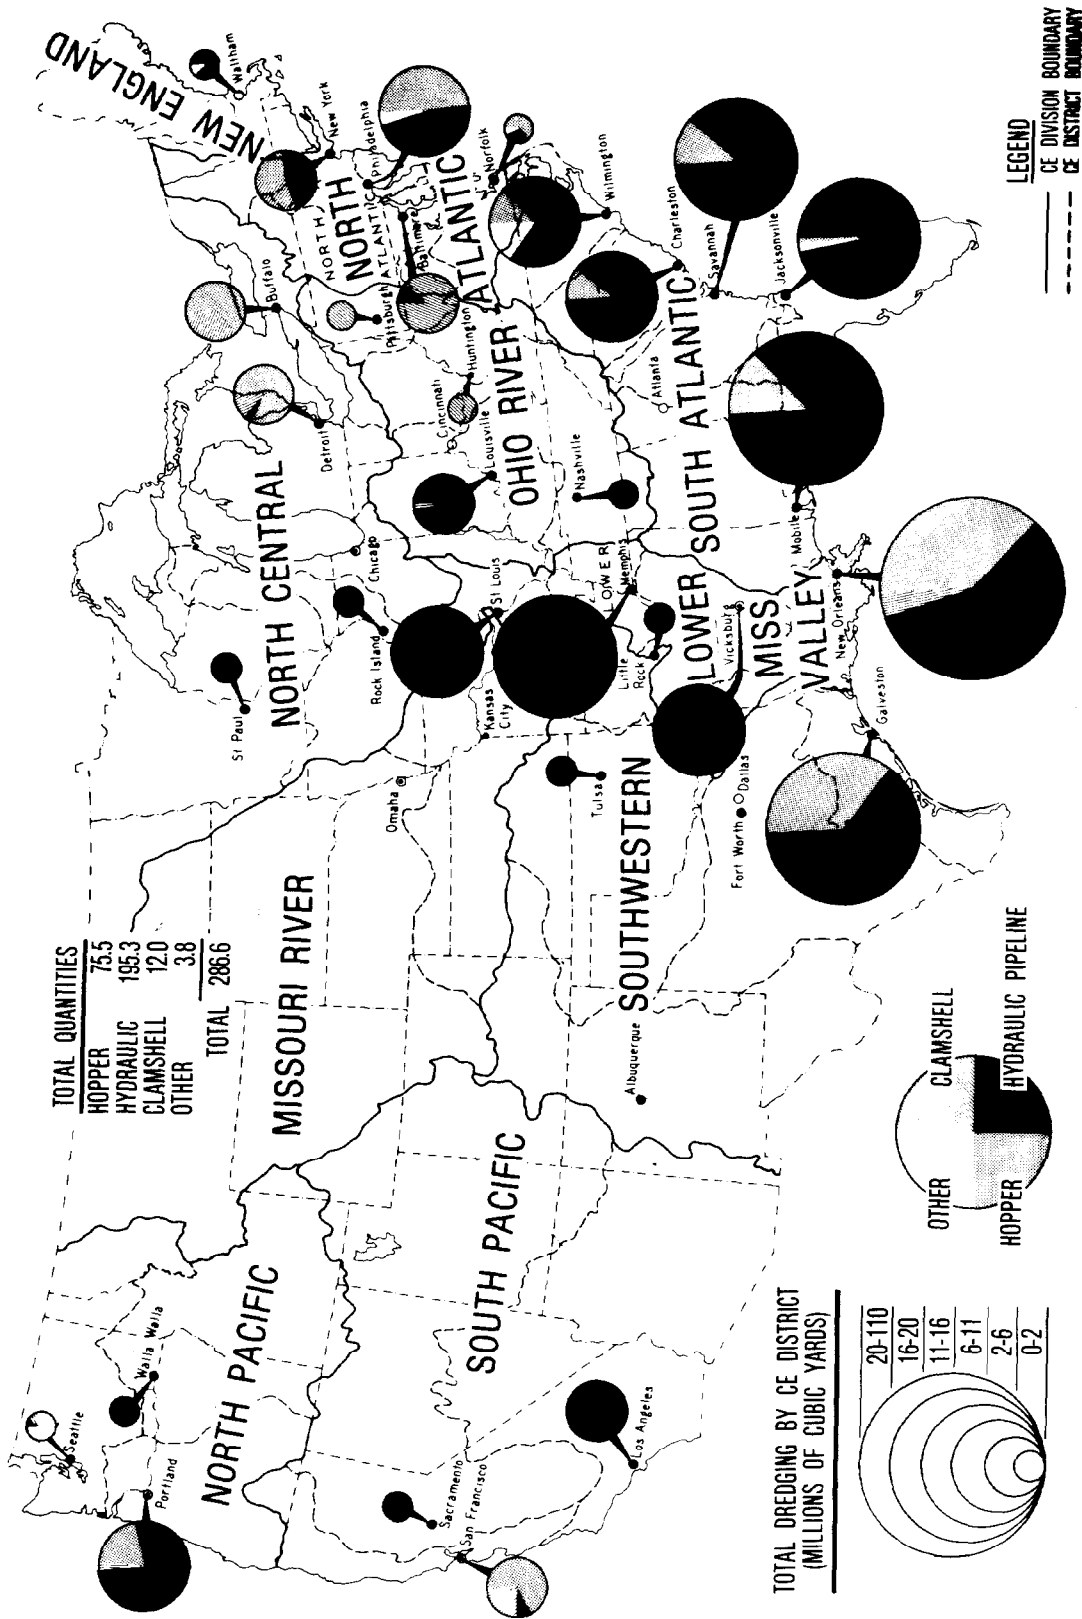 TOTAL QUANTITIES
HOPPER 75.5
HYDRAULIC 195.3
CLAMSHELL 12.0
OTHER 3.8
TOTAL 286.6
NEW ENGLAND
Waltham
NORTH ATLANTIC
NORTH
ATLANTIC
New York
Philadelphia
Baltimore
Norfolk
NORTH CENTRAL
Buffalo
Detroit
Chicago
Rock Island
St Paul
OHIO RIVER
Pittsburgh
Huntington
Cincinnati
Louisville
Nashville
SOUTH ATLANTIC
Wilmington
Charleston
Savannah
Jacksonville
Atlanta
Mobile
LOWER
MISS
VALLEY
LOWER
St Louis
Memphis
Vicksburg
New Orleans
MISSOURI RIVER
Omaha
Kansas
City
SOUTHWESTERN
Little
Rock
Tulsa
Fort Worth
Dallas
Galveston
Albuquerque
NORTH PACIFIC
Seattle
Walla Walla
Portland
SOUTH PACIFIC
Sacramento
San Francisco
Los Angeles
TOTAL DREDGING BY CE DISTRICT
(MILLIONS OF CUBIC YARDS)
20-110
16-20
11-16
6-11
2-6
0-2
OTHER
CLAMSHELL
HOPPER
HYDRAULIC PIPELINE
LEGEND
CE DIVISION BOUNDARY
CE DISTRICT BOUNDARY